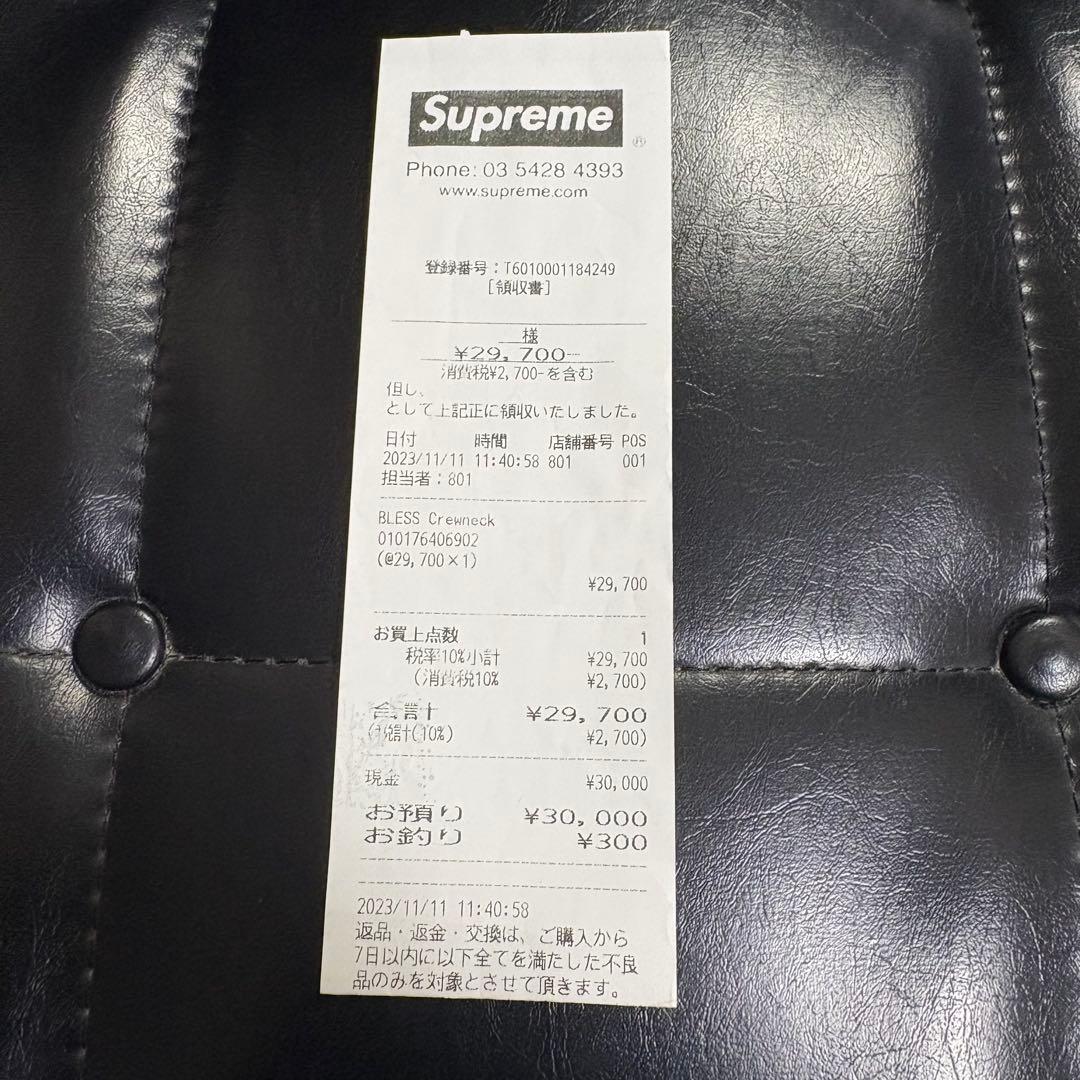 Supreme
®
Phone: 03 5428 4393
www.supreme.com
登録番号：T6010001184249
[領収書]
様
¥29,700-
消費税¥2,700-を含む
但し、
として上記正に領収いたしました。
日付 時間 店舗番号 POS
2023/11/11 11:40:58 801 001
担当者：801
BLESS Crewneck
010176406902
(@29,700×1)
¥29,700
お買上点数 1
税率10%小計 ¥29,700
(消費税10% ¥2,700)
合計 ¥29,700
(税計(10%) ¥2,700)
現金 ¥30,000
お預り ¥30,000
お釣り ¥300
2023/11/11 11:40:58
返品・返金・交換は、ご購入から
7日以内に以下全てを満たした不良
品のみを対象とさせて頂きます。